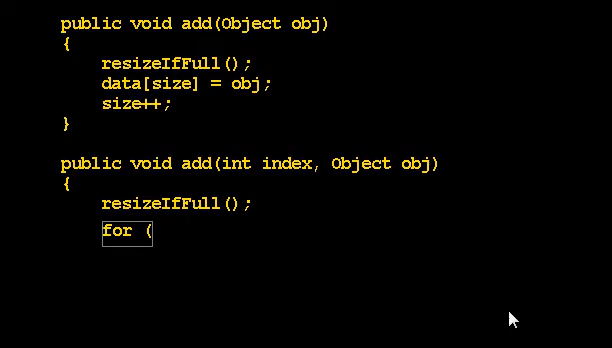 public void add(Object obj)
{
    resizeIfFull();
    data[size] = obj;
    size++;
}
public void add(int index, Object obj)
{
    resizeIfFull();
    for (